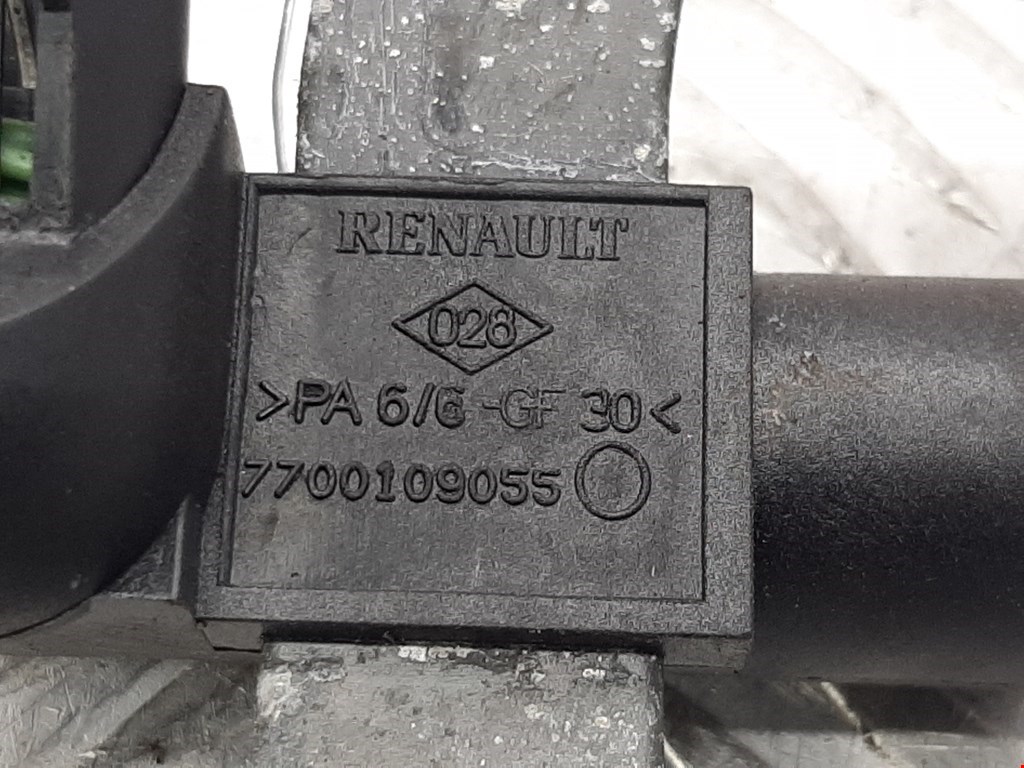 RENAULT
028
>PA 6/6-GF 30<
7700109055